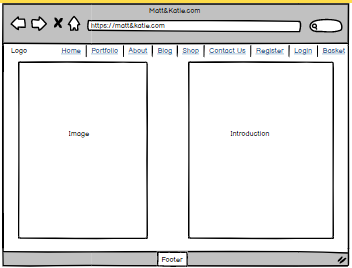 Matt&Katie.com
https://matt&katie.com
Logo Home Portfolio About Blog Shop Contact Us Register Login Basket
Image Introduction
Footer